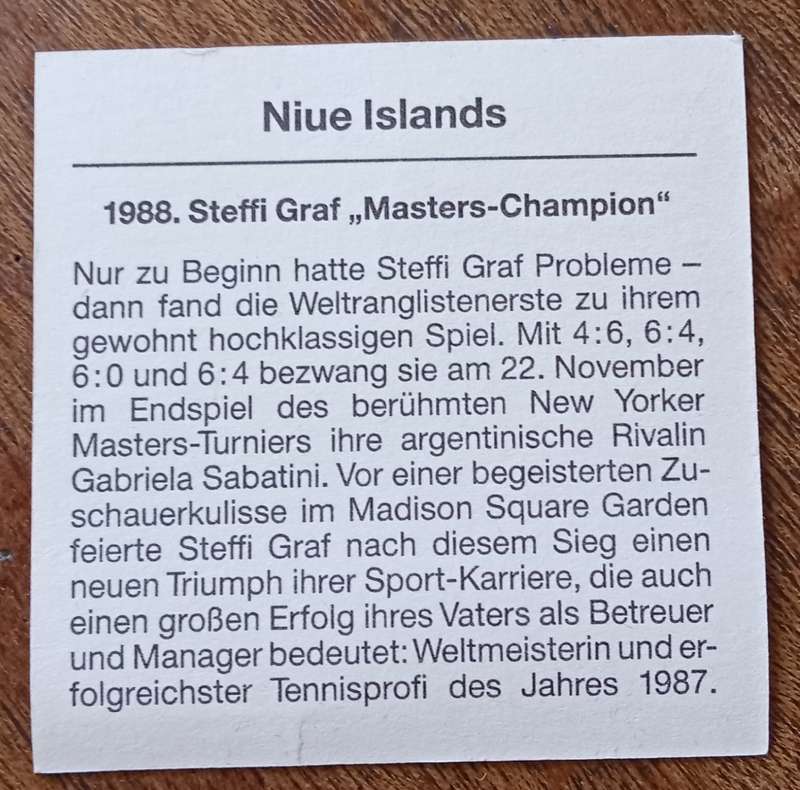 Niue Islands
1988. Steffi Graf „Masters-Champion“
Nur zu Beginn hatte Steffi Graf Probleme –
dann fand die Weltranglistenerste zu ihrem
gewohnt hochklassigen Spiel. Mit 4:6, 6:4,
6:0 und 6:4 bezwang sie am 22. November
im Endspiel des berühmten New Yorker
Masters-Turniers ihre argentinische Rivalin
Gabriela Sabatini. Vor einer begeisterten Zu-
schauerkulisse im Madison Square Garden
feierte Steffi Graf nach diesem Sieg einen
neuen Triumph ihrer Sport-Karriere, die auch
einen großen Erfolg ihres Vaters als Betreuer
und Manager bedeutet: Weltmeisterin und er-
folgreichster Tennisprofi des Jahres 1987.